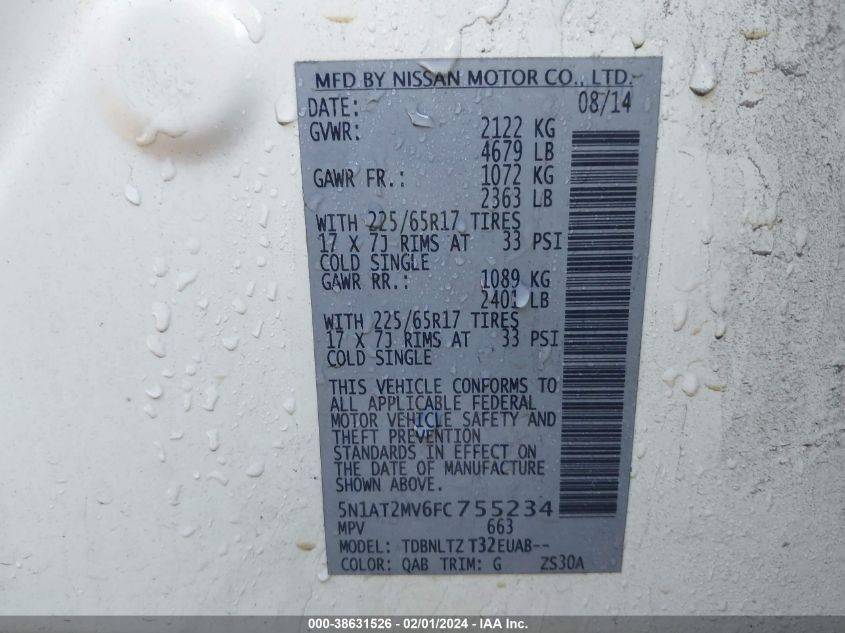 MFD BY NISSAN MOTOR CO., LTD.
DATE: 08/14
GVWR: 2122 KG
4679 LB
GAWR FR.: 1072 KG
2363 LB
WITH 225/65R17 TIRES
17 X 7J RIMS AT 33 PSI
COLD SINGLE
GAWR RR.: 1089 KG
2401 LB
WITH 225/65R17 TIRES
17 X 7J RIMS AT 33 PSI
COLD SINGLE
THIS VEHICLE CONFORMS TO
ALL APPLICABLE FEDERAL
MOTOR VEHICLE SAFETY AND
THEFT PREVENTION
STANDARDS IN EFFECT ON
THE DATE OF MANUFACTURE
SHOWN ABOVE.
5N1AT2MV6FC755234
MPV 663
MODEL: TDBNLTZ T32EUAB--
COLOR: QAB TRIM: G ZS30A
000-38631526 - 02/01/2024 - IAAI.com